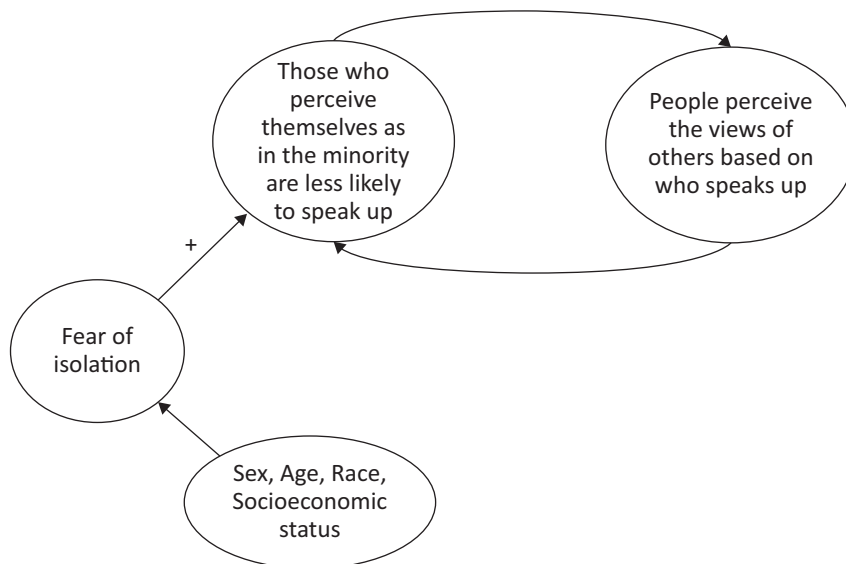 Those who
perceive
themselves as
in the minority
are less likely
to speak up
People perceive
the views of
others based on
who speaks up
+
Fear of
isolation
Sex, Age, Race,
Socioeconomic
status